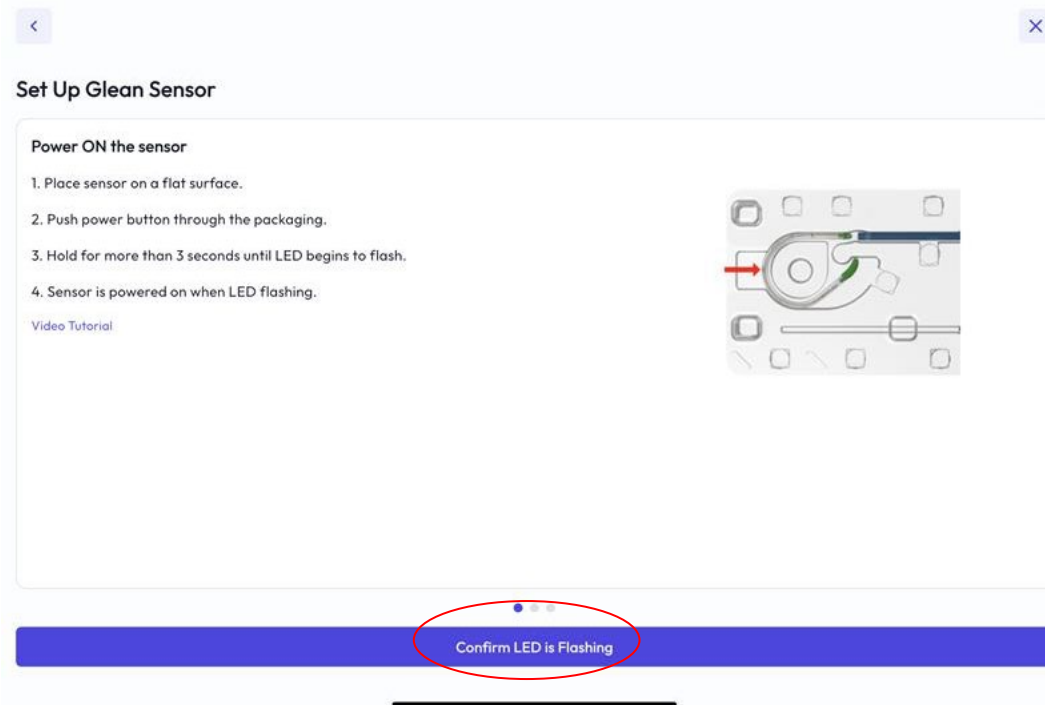 Set Up Glean Sensor
Power ON the sensor
1. Place sensor on a flat surface.
2. Push power button through the packaging.
3. Hold for more than 3 seconds until LED begins to flash.
4. Sensor is powered on when LED flashing.
Video Tutorial
Confirm LED is Flashing